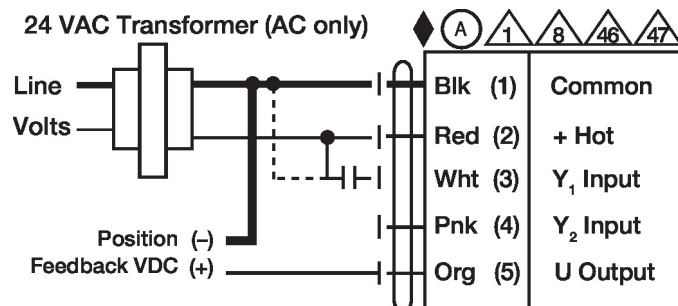 24 VAC Transformer (AC only)
A 1 8 46 47
Line
Volts
Blk (1) Common
Red (2) + Hot
Wht (3) Y₁ Input
Pnk (4) Y₂ Input
Org (5) U Output
Position (–)
Feedback VDC (+)